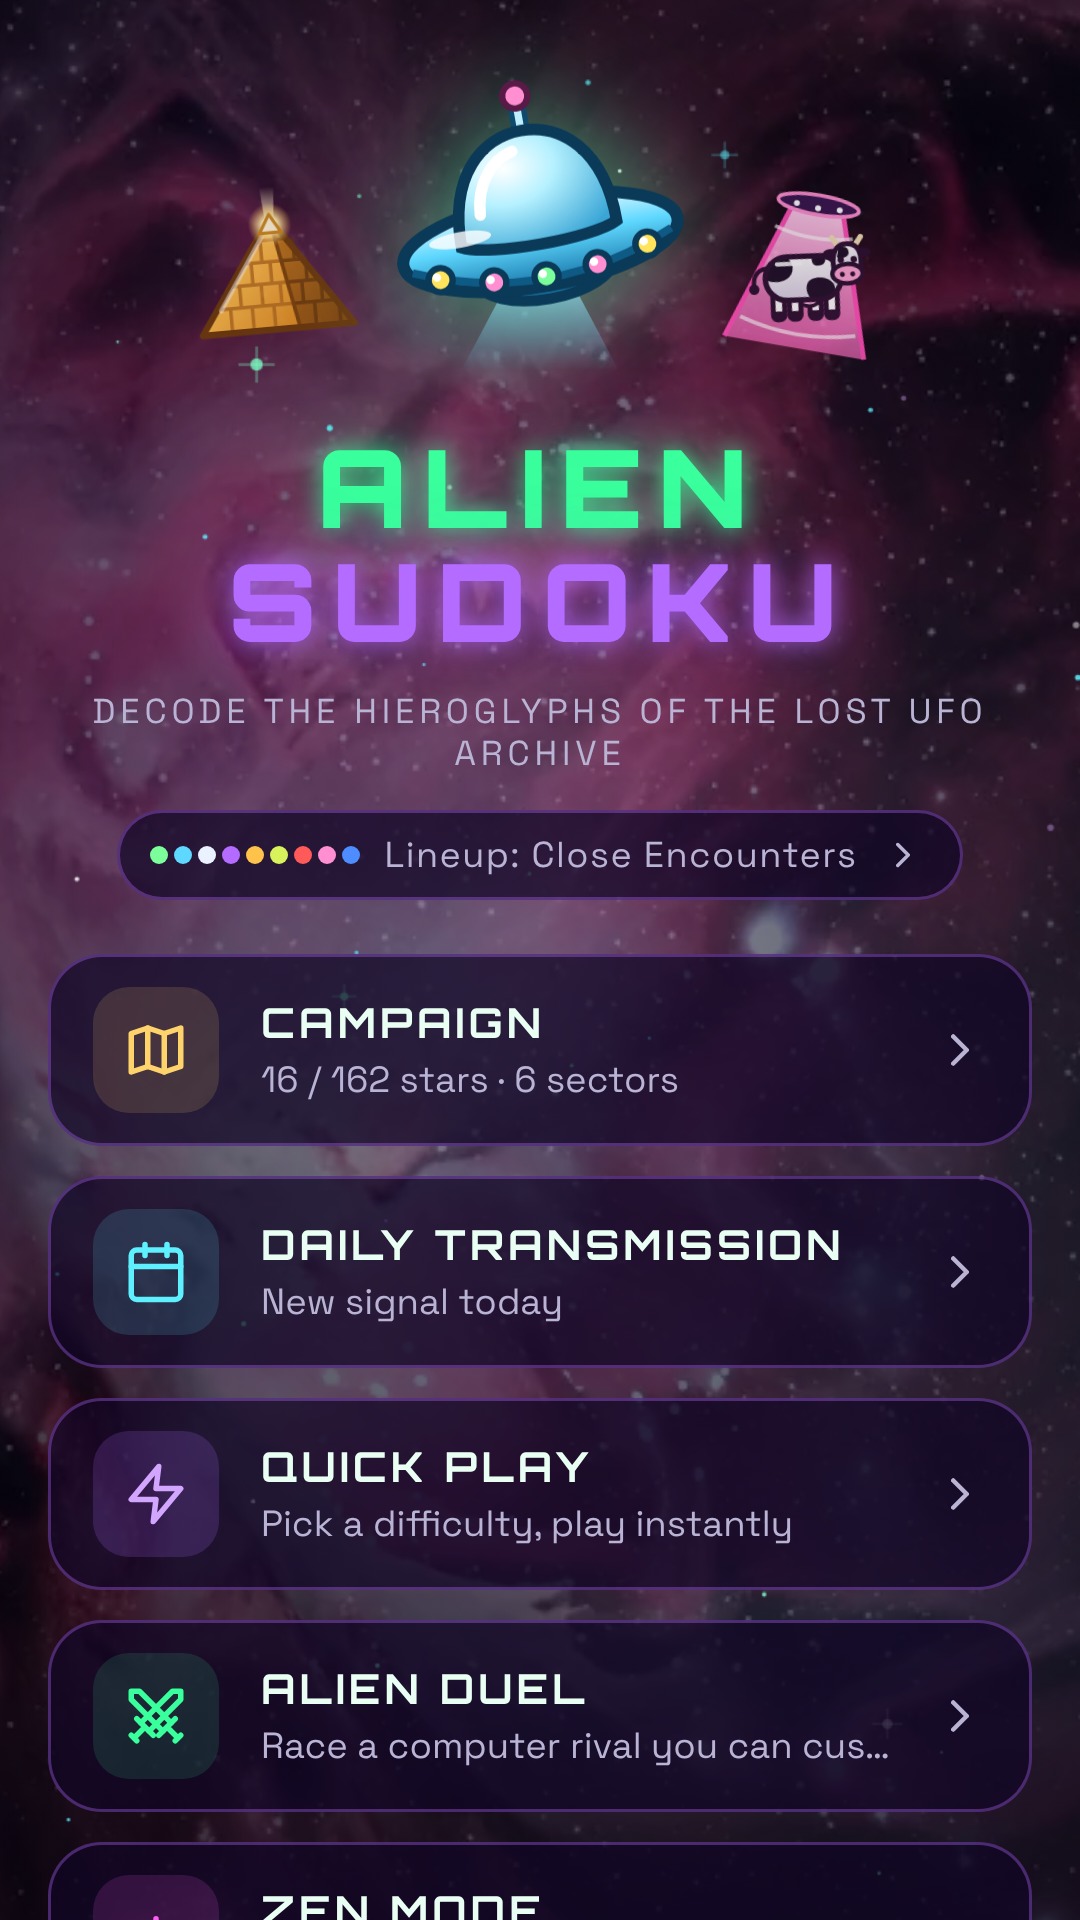 ALIEN
SUDOKU
DECODE THE HIEROGLYPHS OF THE LOST UFO
ARCHIVE
Lineup: Close Encounters
CAMPAIGN
16 / 162 stars · 6 sectors
DAILY TRANSMISSION
New signal today
QUICK PLAY
Pick a difficulty, play instantly
ALIEN DUEL
Race a computer rival you can cus...
ZEN MODE